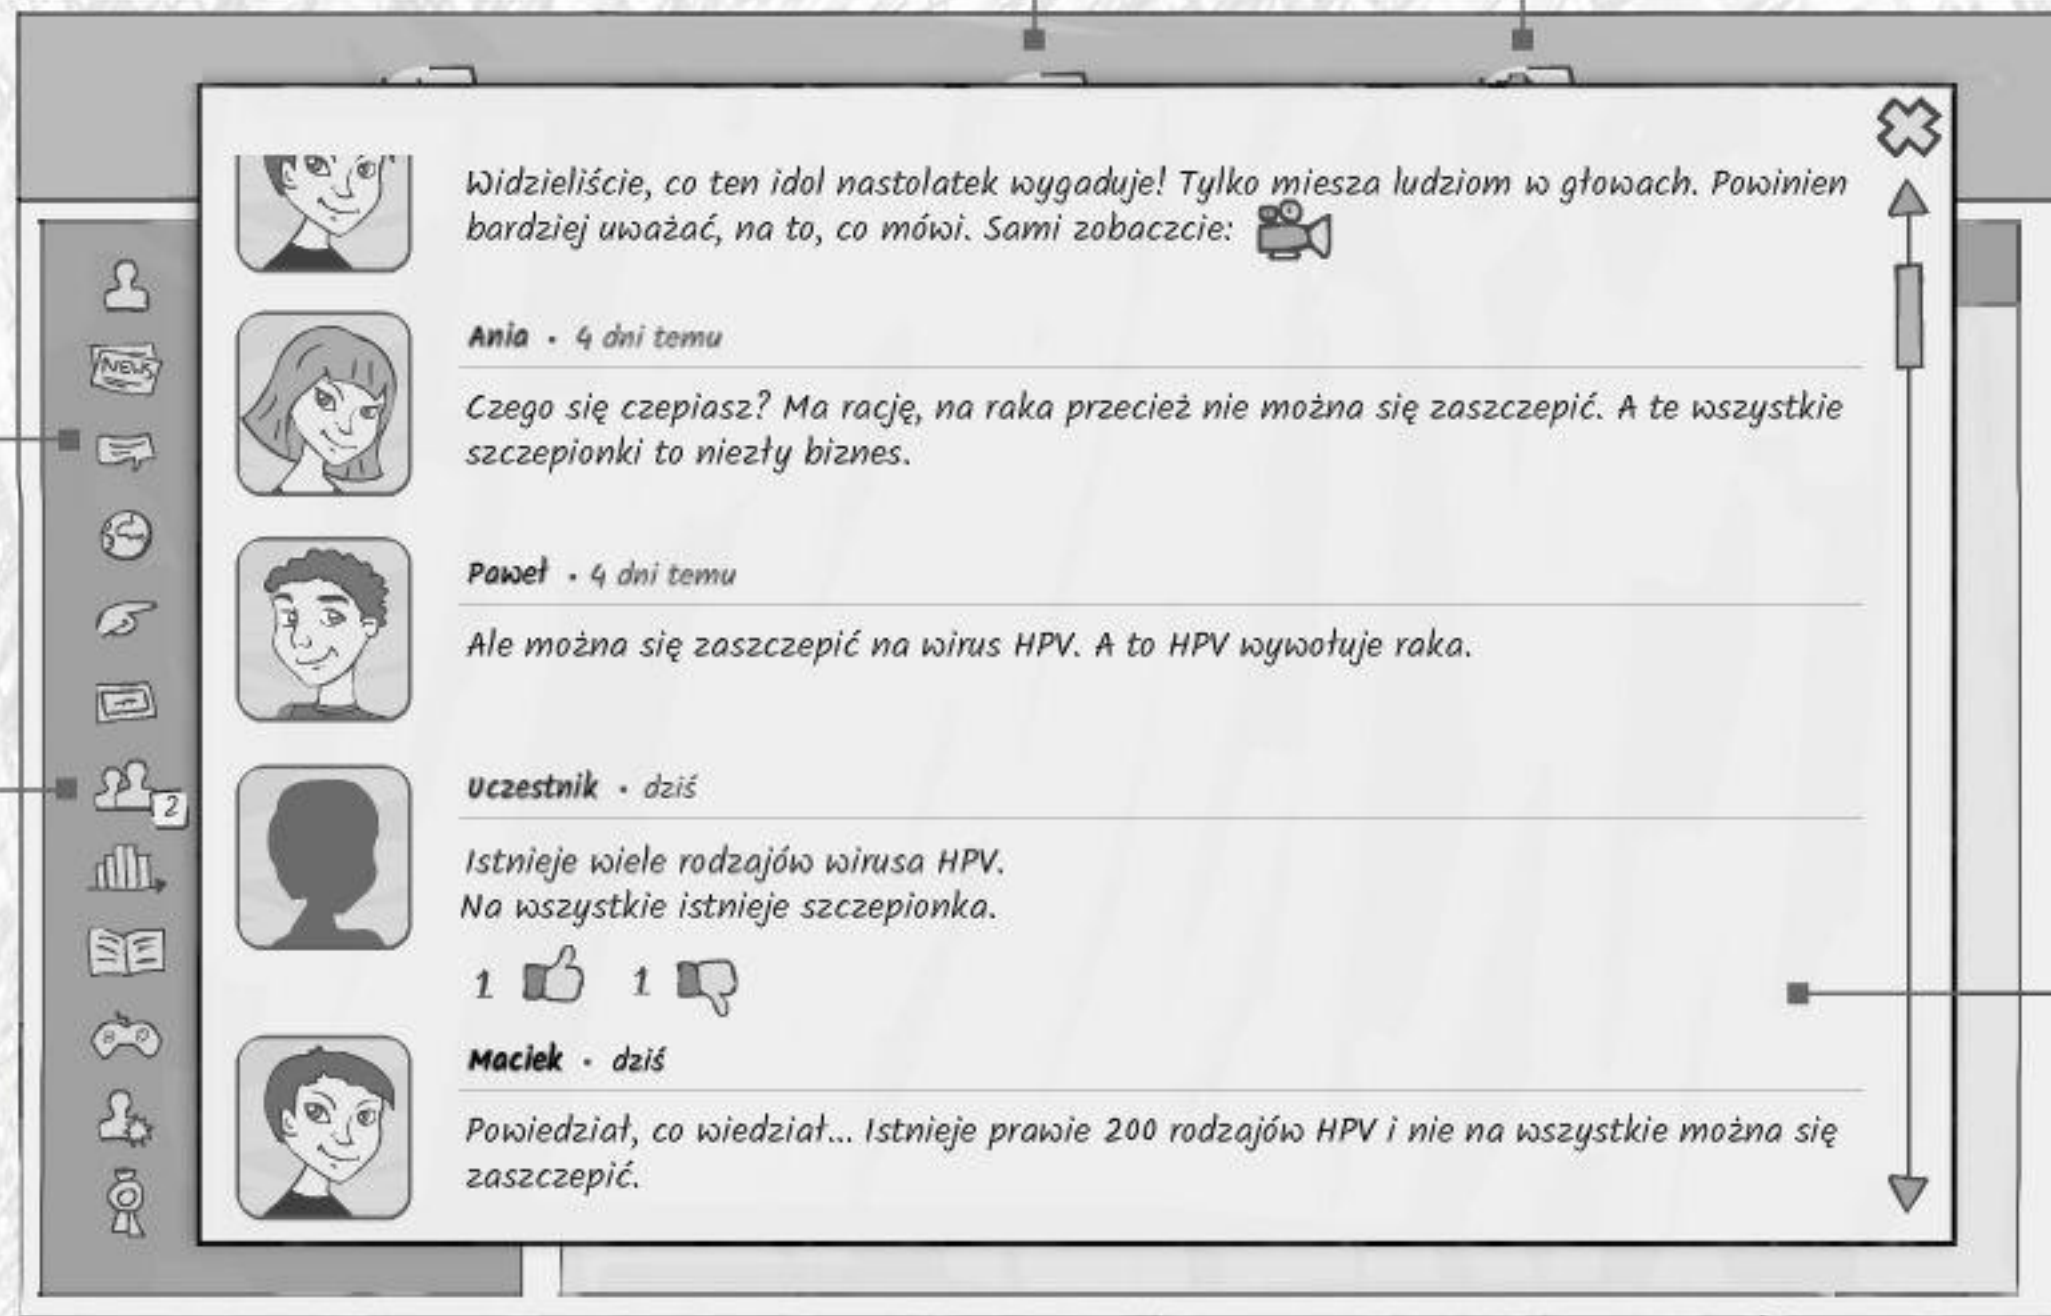 Widzieliście, co ten idol nastolatek wygaduje! Tylko miesza ludziom w głowach. Powinien
bardziej uważać, na to, co mówi. Sami zobaczcie:
Ania · 4 dni temu
Czego się czepiasz? Ma rację, na raka przecież nie można się zaszczepić. A te wszystkie
szczepionki to niezły biznes.
Paweł · 4 dni temu
Ale można się zaszczepić na wirus HPV. A to HPV wywołuje raka.
Uczestnik · dziś
Istnieje wiele rodzajów wirusa HPV.
Na wszystkie istnieje szczepionka.
1 1
Maciek · dziś
Powiedział, co wiedział... Istnieje prawie 200 rodzajów HPV i nie na wszystkie można się
zaszczepić.
NEWS
2